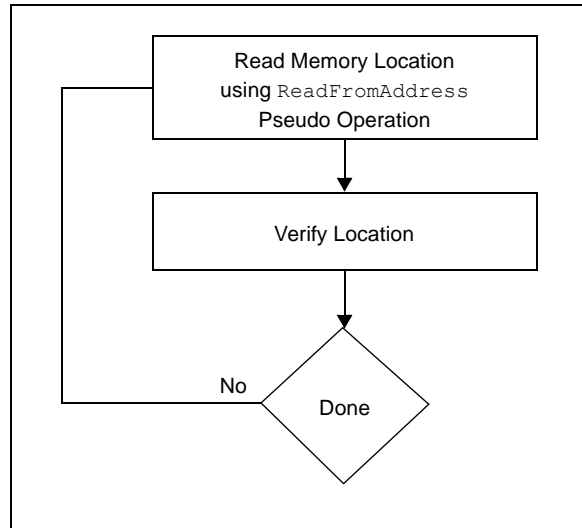 Read Memory Location
using ReadFromAddress
Pseudo Operation
Verify Location
No
Done